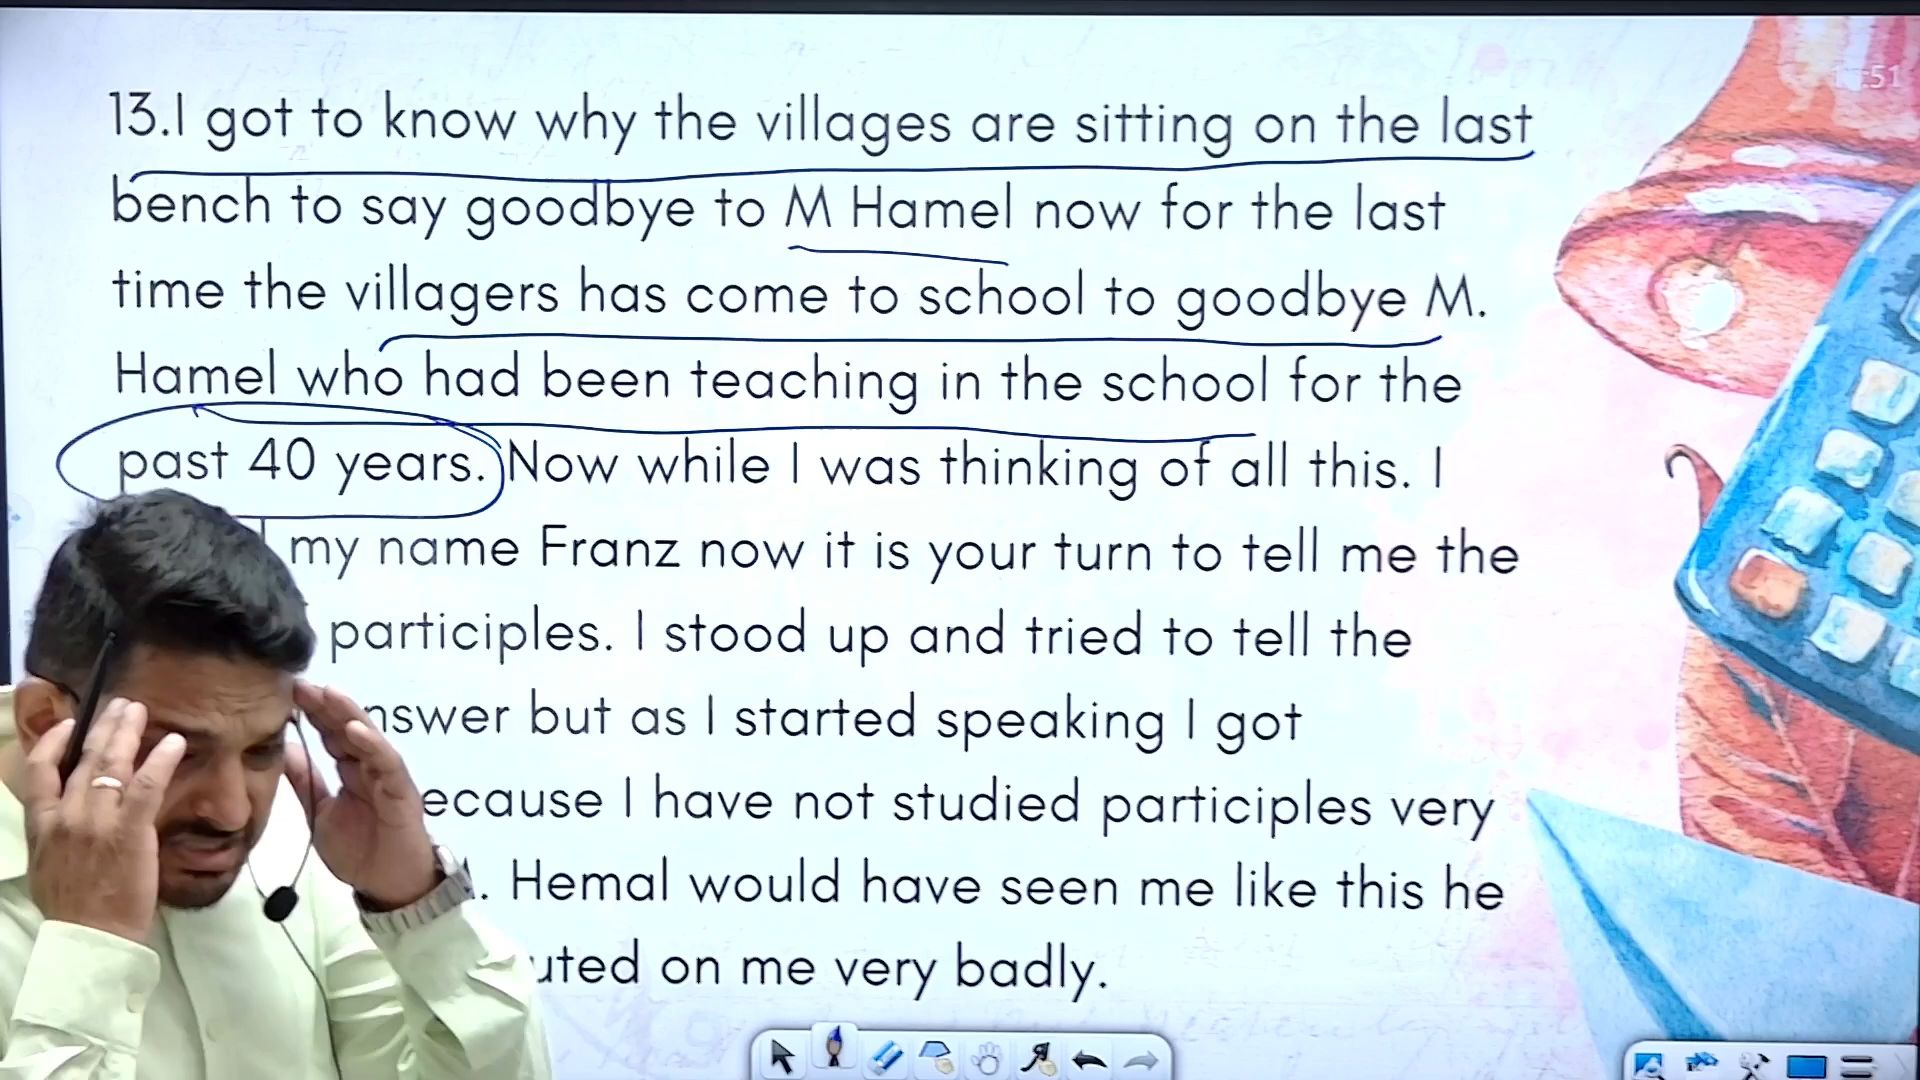 13.I got to know why the villages are sitting on the last
bench to say goodbye to M Hamel now for the last
time the villagers has come to school to goodbye M.
Hamel who had been teaching in the school for the
past 40 years. Now while I was thinking of all this. I
my name Franz now it is your turn to tell me the
participles. I stood up and tried to tell the
but as I started speaking I got
I have not studied participles very
Hemal would have seen me like this he
on me very badly.